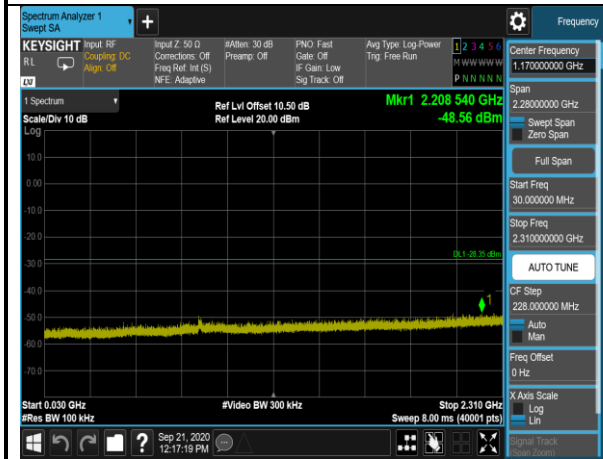 Spectrum Analyzer 1
Swept SA
Frequency
KEYSIGHT
RL
LXI
Input: RF
Coupling: DC
Align: Off
Input Z: 50 Ω
Corrections: Off
Freq Ref: Int (S)
NFE: Adaptive
#Atten: 30 dB
Preamp: Off
PNO: Fast
Gate: Off
IF Gain: Low
Sig Track: Off
Avg Type: Log-Power
Trig: Free Run
1 2 3 4 5 6
M W W W W W
P N N N N N
1 Spectrum
Scale/Div 10 dB
Log
Ref Lvl Offset 10.50 dB
Ref Level 20.00 dBm
Mkr1 2.208 540 GHz
-48.56 dBm
10.0
0.00
-10.0
-20.0
-30.0
-40.0
-50.0
-60.0
-70.0
DL1 -28.35 dBm
1
Start 0.030 GHz
#Res BW 100 kHz
#Video BW 300 kHz
Stop 2.310 GHz
Sweep 8.00 ms (40001 pts)
Center Frequency
1.170000000 GHz
Span
2.28000000 GHz
Swept Span
Zero Span
Full Span
Start Freq
30.000000 MHz
Stop Freq
2.310000000 GHz
AUTO TUNE
CF Step
228.000000 MHz
Auto
Man
Freq Offset
0 Hz
X Axis Scale
Log
Lin
Signal Track
(Span Zoom)
?
Sep 21, 2020
12:17:19 PM